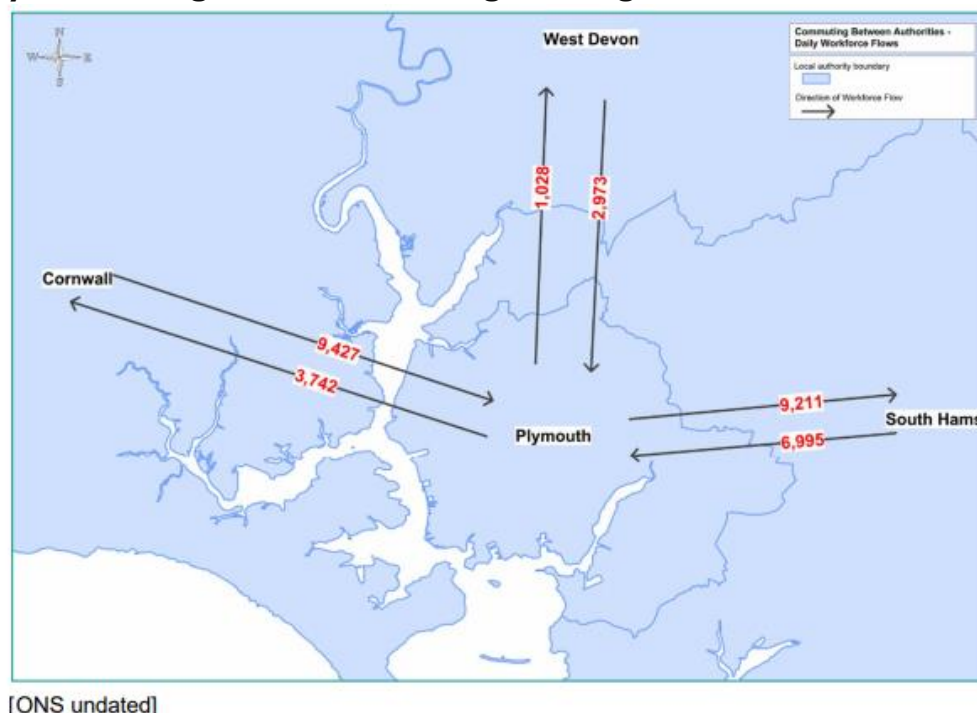 West Devon
Commuting Between Authorities -
Daily Workforce Flows
Local authority boundary
Direction of Workforce Flow
N
W
E
S
1,028
2,973
Cornwall
9,427
3,742
9,211
South Hams
Plymouth
6,995
[ONS undated]